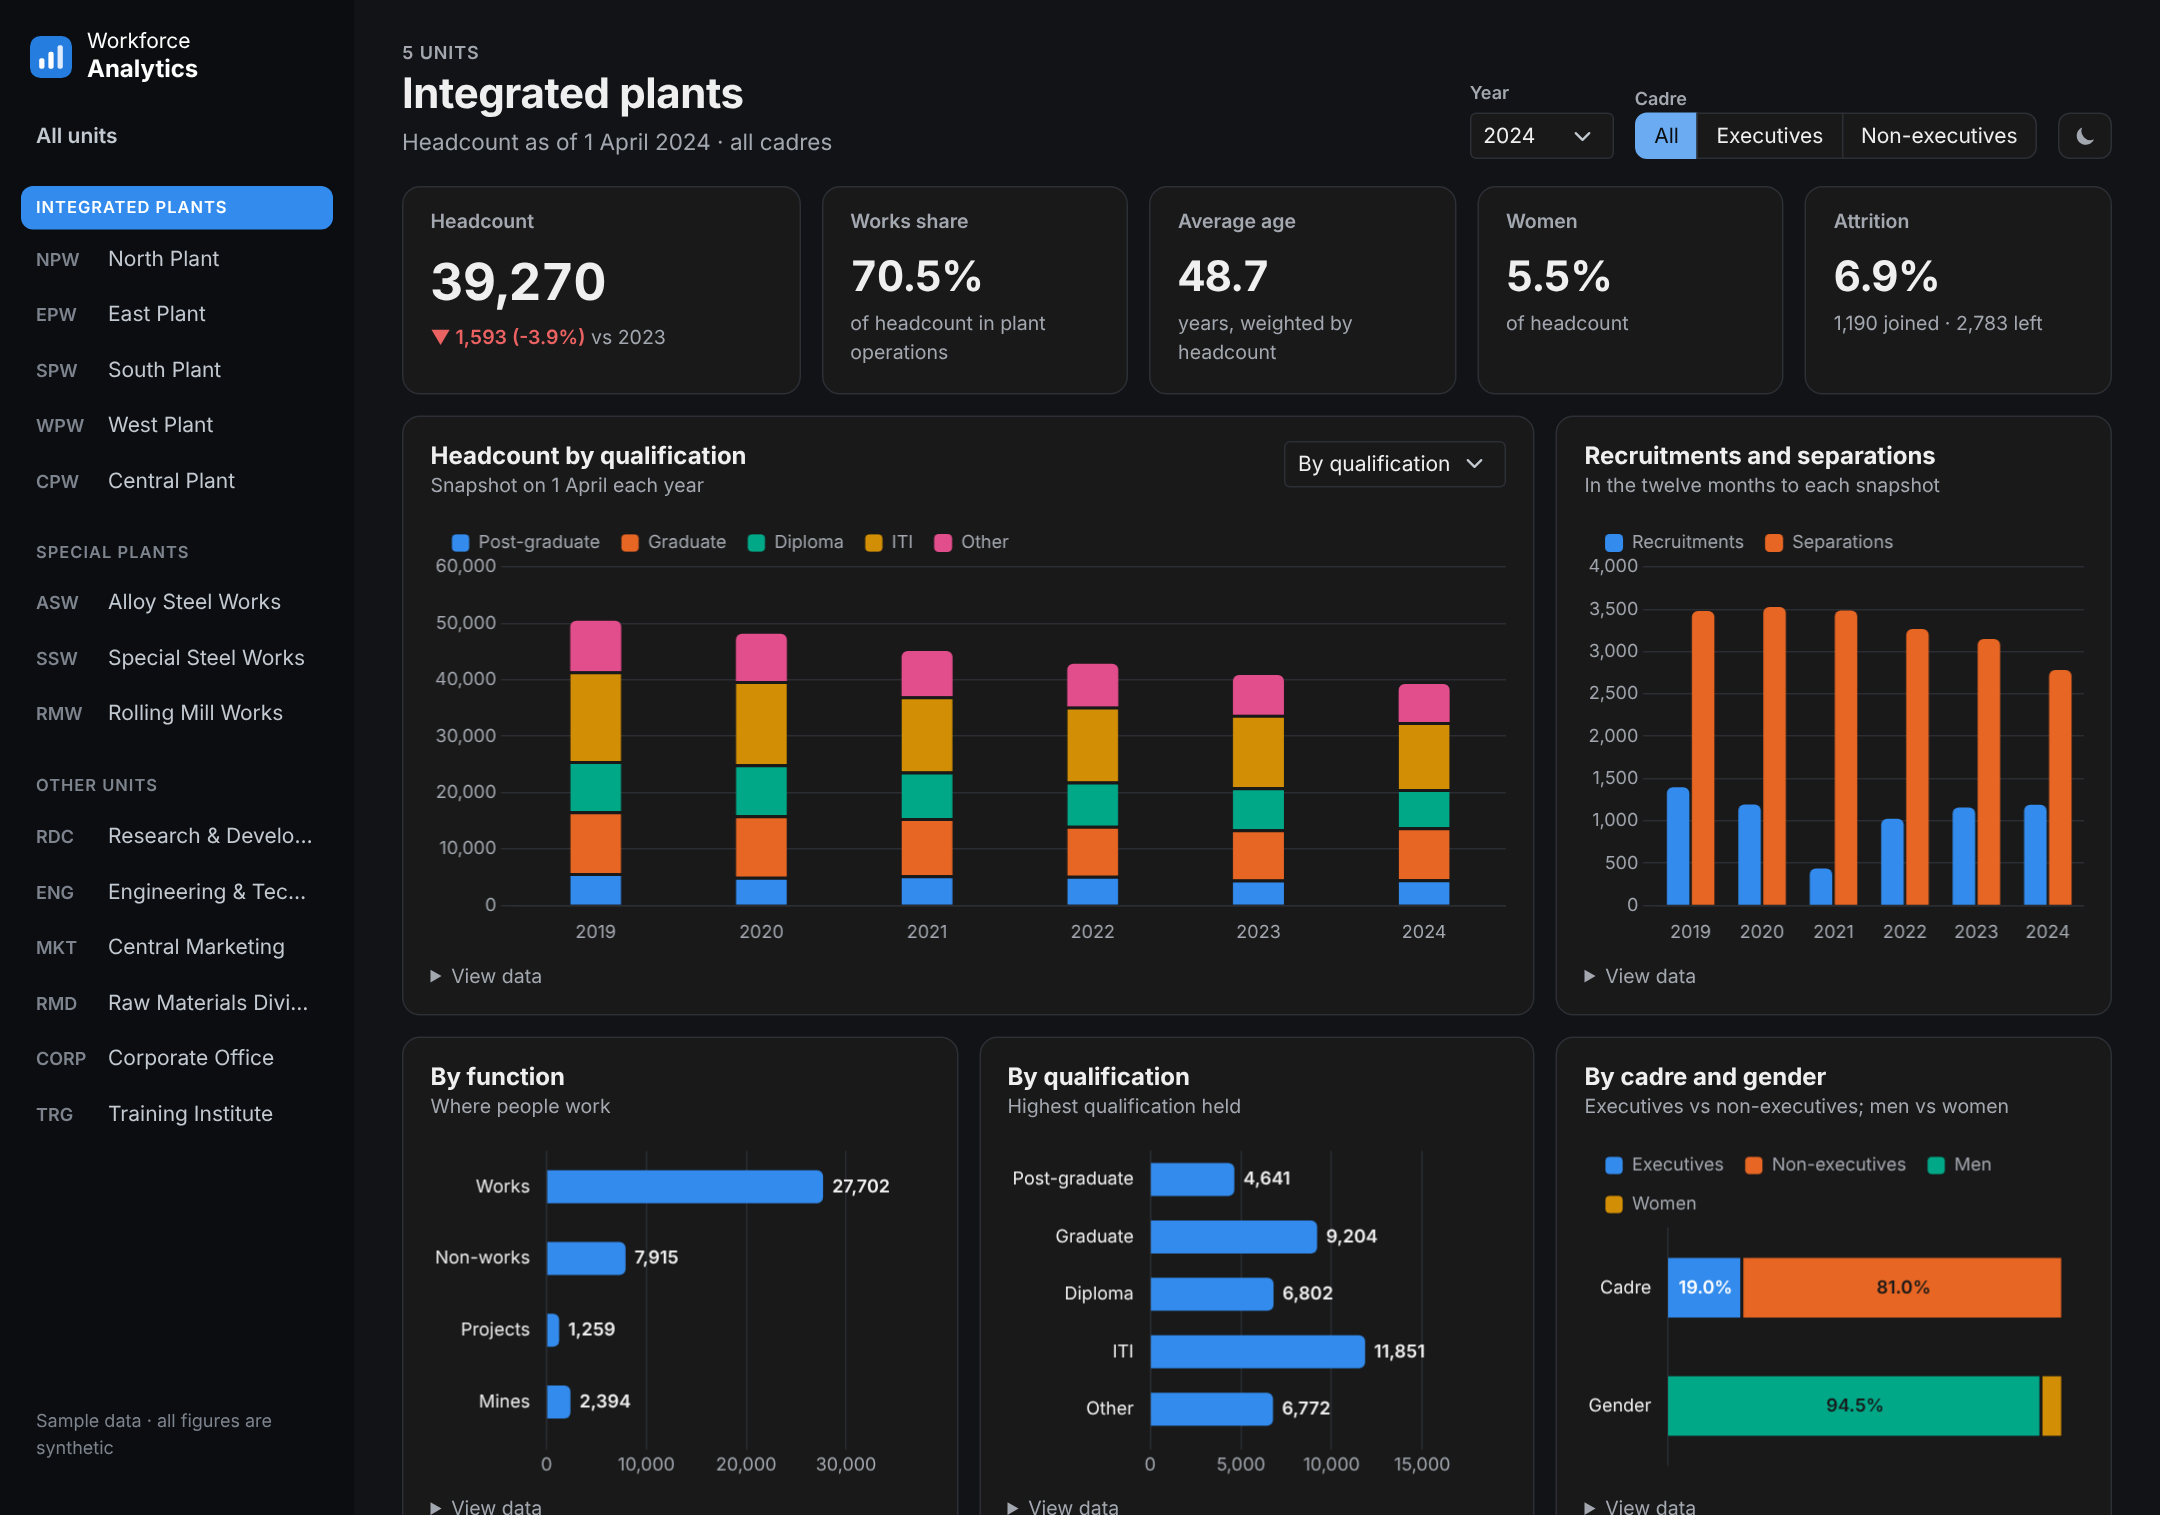 Workforce
Analytics
All units
INTEGRATED PLANTS
NPW North Plant
EPW East Plant
SPW South Plant
WPW West Plant
CPW Central Plant
SPECIAL PLANTS
ASW Alloy Steel Works
SSW Special Steel Works
RMW Rolling Mill Works
OTHER UNITS
RDC Research & Develo...
ENG Engineering & Tec...
MKT Central Marketing
RMD Raw Materials Divi...
CORP Corporate Office
TRG Training Institute
Sample data · all figures are
synthetic
5 UNITS
Integrated plants
Headcount as of 1 April 2024 · all cadres
Year
2024
Cadre
All Executives Non-executives
Headcount
39,270
▼ 1,593 (-3.9%) vs 2023
Works share
70.5%
of headcount in plant
operations
Average age
48.7
years, weighted by
headcount
Women
5.5%
of headcount
Attrition
6.9%
1,190 joined · 2,783 left
Headcount by qualification
Snapshot on 1 April each year
By qualification
Post-graduate Graduate Diploma ITI Other
60,000
50,000
40,000
30,000
20,000
10,000
0
2019 2020 2021 2022 2023 2024
▶ View data
Recruitments and separations
In the twelve months to each snapshot
Recruitments Separations
4,000
3,500
3,000
2,500
2,000
1,500
1,000
500
0
2019 2020 2021 2022 2023 2024
▶ View data
By function
Where people work
Works 27,702
Non-works 7,915
Projects 1,259
Mines 2,394
0 10,000 20,000 30,000
▶ View data
By qualification
Highest qualification held
Post-graduate 4,641
Graduate 9,204
Diploma 6,802
ITI 11,851
Other 6,772
0 5,000 10,000 15,000
▶ View data
By cadre and gender
Executives vs non-executives; men vs women
Executives Non-executives Men
Women
Cadre 19.0% 81.0%
Gender 94.5%
▶ View data